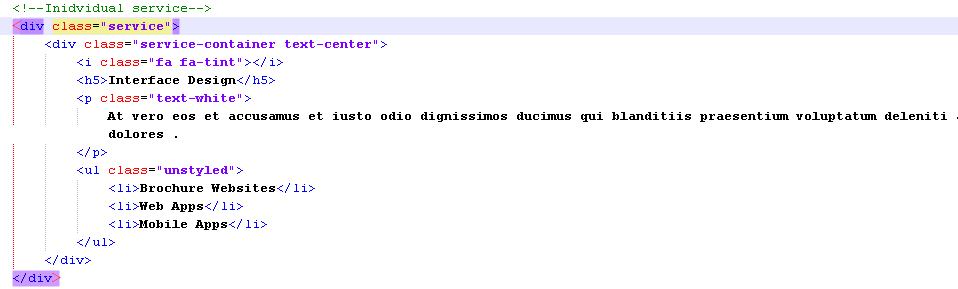 <!--Inidvidual service-->
<div class="service">
<div class="service-container text-center">
<i class="fa fa-tint"></i>
<h5>Interface Design</h5>
<p class="text-white">
At vero eos et accusamus et iusto odio dignissimos ducimus qui blanditiis praesentium voluptatum deleniti
dolores .
</p>
<ul class="unstyled">
<li>Brochure Websites</li>
<li>Web Apps</li>
<li>Mobile Apps</li>
</ul>
</div>
</div>